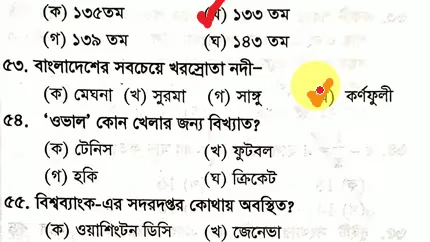 (ক) ১৩৫তম ১৩৩ তম
(গ) ১৩৯ তম (ঘ) ১৪৩ তম
৫৩. বাংলাদেশের সবচেয়ে খরস্রোতা নদী–
(ক) মেঘনা (খ) সুরমা (গ) সাঙ্গু কর্ণফুলী
৫৪. ‘ওভাল’ কোন খেলার জন্য বিখ্যাত?
(ক) টেনিস (খ) ফুটবল
(গ) হকি (ঘ) ক্রিকেট
৫৫. বিশ্বব্যাংক-এর সদরদপ্তর কোথায় অবস্থিত?
(ক) ওয়াশিংটন ডিসি (খ) জেনেভা